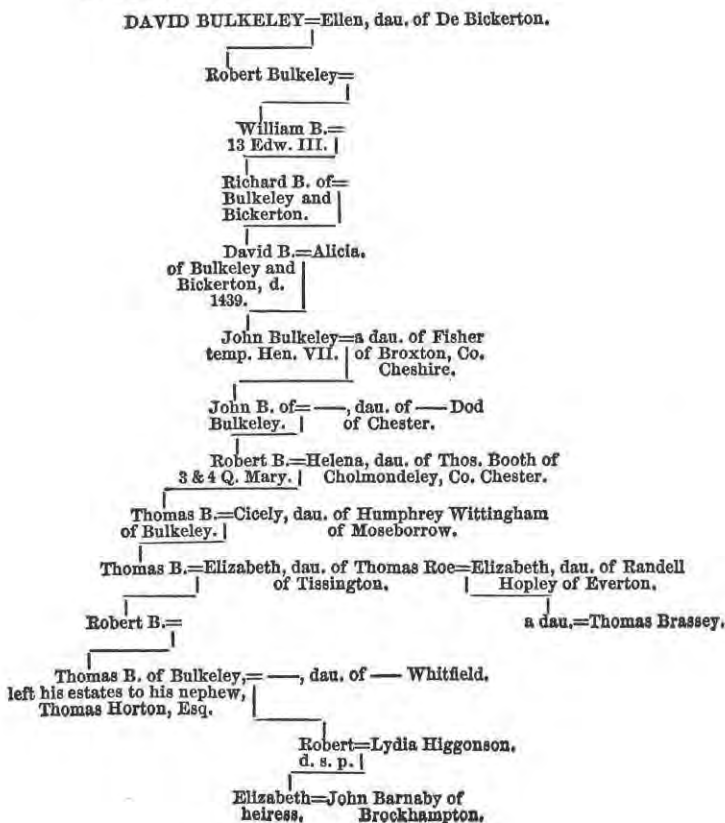 DAVID BULKELEY=Ellen, dau. of De Bickerton.
Robert Bulkeley=
William B.=
13 Edw. III.
Richard B. of=
Bulkeley and
Bickerton.
David B.=Alicia.
of Bulkeley and
Bickerton, d.
1439.
John Bulkeley=a dau. of Fisher
temp. Hen. VII. of Broxton, Co.
Cheshire.
John B. of= ——, dau. of —— Dod
Bulkeley. of Chester.
Robert B.=Helena, dau. of Thos. Booth of
3 & 4 Q. Mary. Cholmondeley, Co. Chester.
Thomas B.=Cicely, dau. of Humphrey Wittingham
of Bulkeley. of Moseborrow.
Thomas B.=Elizabeth, dau. of Thomas Roe=Elizabeth, dau. of Randell
of Tissington. Hopley of Everton.
Robert B.= a dau.=Thomas Brassey.
Thomas B. of Bulkeley,= ——, dau. of —— Whitfield.
left his estates to his nephew,
Thomas Horton, Esq.
Robert=Lydia Higgonson.
d. s. p.
Elizabeth=John Barnaby of
heiress. Brockhampton.